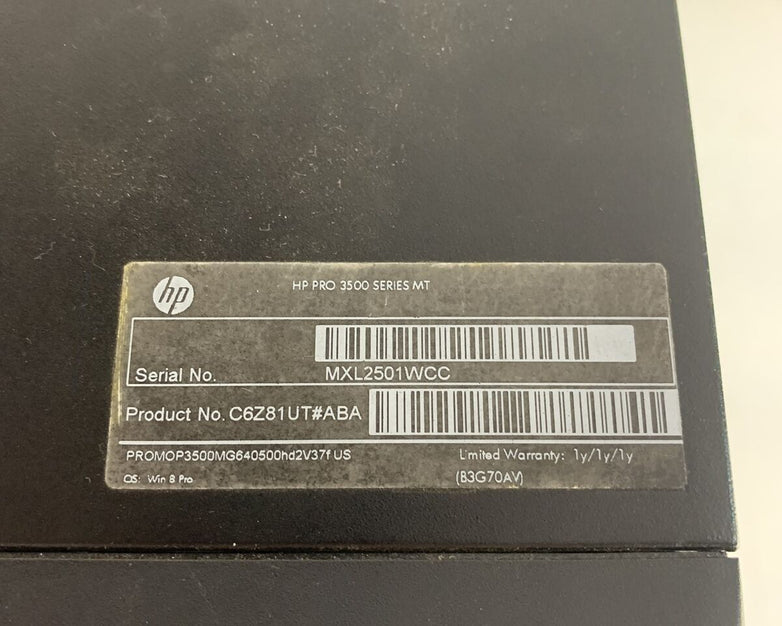 hp
HP PRO 3500 SERIES MT
Serial No. MXL2501WCC
Product No. C6Z81UT#ABA
PROMOP3500MG640500hd2V37f US
Limited Warranty: 1y/1y/1y
OS: Win 8 Pro
(B3G70AV)